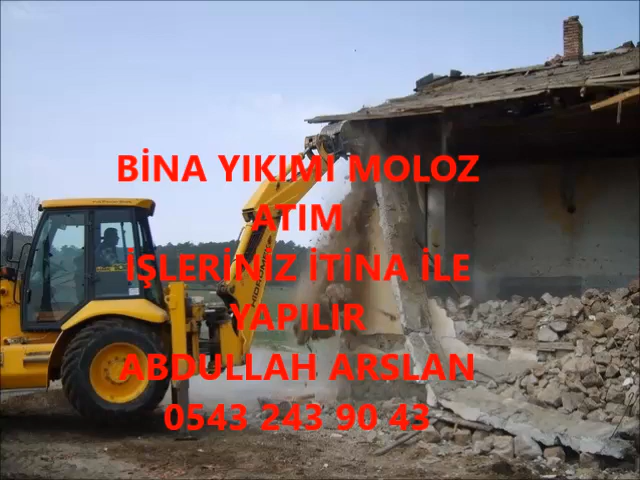 BİNA YIKIMI MOLOZ
ATIM
İŞLERİNİZ İTİNA İLE
YAPILIR
ABDULLAH ARSLAN
0543 243 90 43